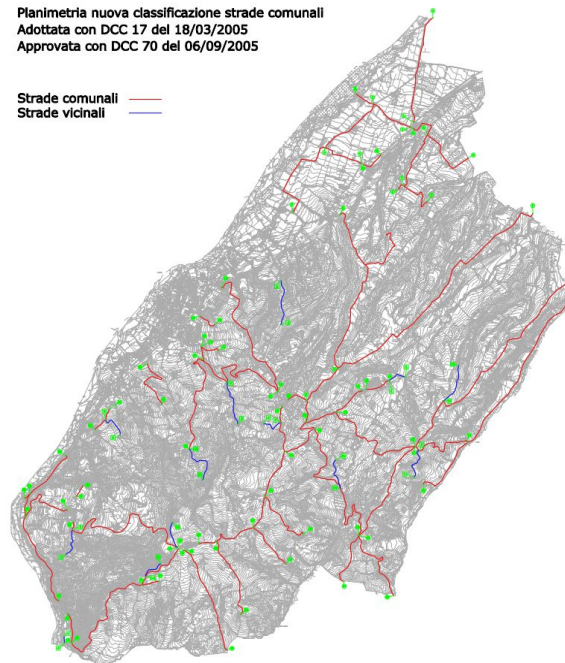 Planimetria nuova classificazione strade comunali
Adottata con DCC 17 del 18/03/2005
Approvata con DCC 70 del 06/09/2005
Strade comunali
Strade vicinali